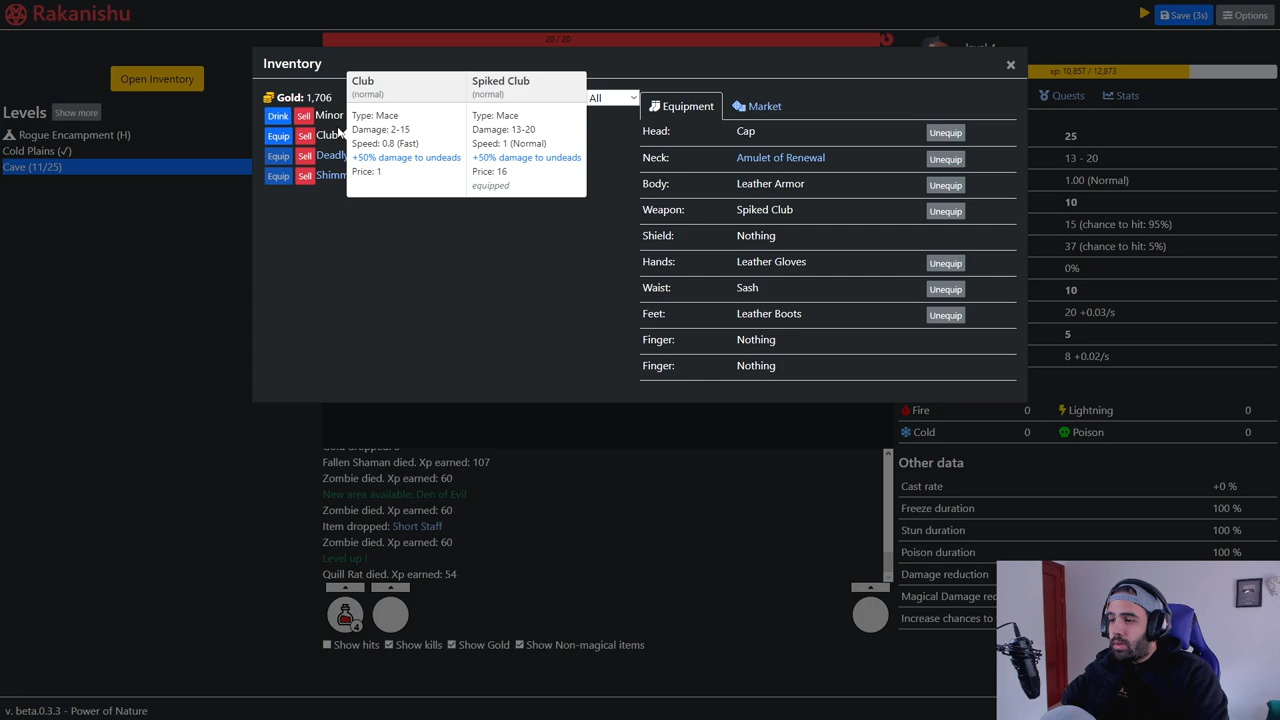 Rakanishu
Save (3s)
Options
20 / 20
level 4
Open Inventory
Inventory
xp: 10,857 / 12,873
Quests
Stats
Levels
Show more
Rogue Encampment (H)
Cold Plains (✓)
Cave (11/25)
Gold: 1,706
All
Drink
Sell
Minor
Equip
Sell
Club
Equip
Sell
Deadly
Equip
Sell
Shimm
Club
(normal)
Type: Mace
Damage: 2-15
Speed: 0.8 (Fast)
+50% damage to undeads
Price: 1
Spiked Club
(normal)
Type: Mace
Damage: 13-20
Speed: 1 (Normal)
+50% damage to undeads
Price: 16
equipped
Equipment
Market
Head: Cap Unequip
Neck: Amulet of Renewal Unequip
Body: Leather Armor Unequip
Weapon: Spiked Club Unequip
Shield: Nothing
Hands: Leather Gloves Unequip
Waist: Sash Unequip
Feet: Leather Boots Unequip
Finger: Nothing
Finger: Nothing
25
13 - 20
1.00 (Normal)
10
15 (chance to hit: 95%)
37 (chance to hit: 5%)
0%
10
20 +0.03/s
5
8 +0.02/s
Fire 0
Lightning 0
Cold 0
Poison 0
Other data
Cast rate +0 %
Freeze duration 100 %
Stun duration 100 %
Poison duration 100 %
Damage reduction
Magical Damage re
Increase chances to
Fallen Shaman died. Xp earned: 107
Zombie died. Xp earned: 60
New area available: Den of Evil
Zombie died. Xp earned: 60
Item dropped: Short Staff
Zombie died. Xp earned: 60
Level up !
Quill Rat died. Xp earned: 54
4
Show hits
Show kills
Show Gold
Show Non-magical items
v. beta.0.3.3 - Power of Nature